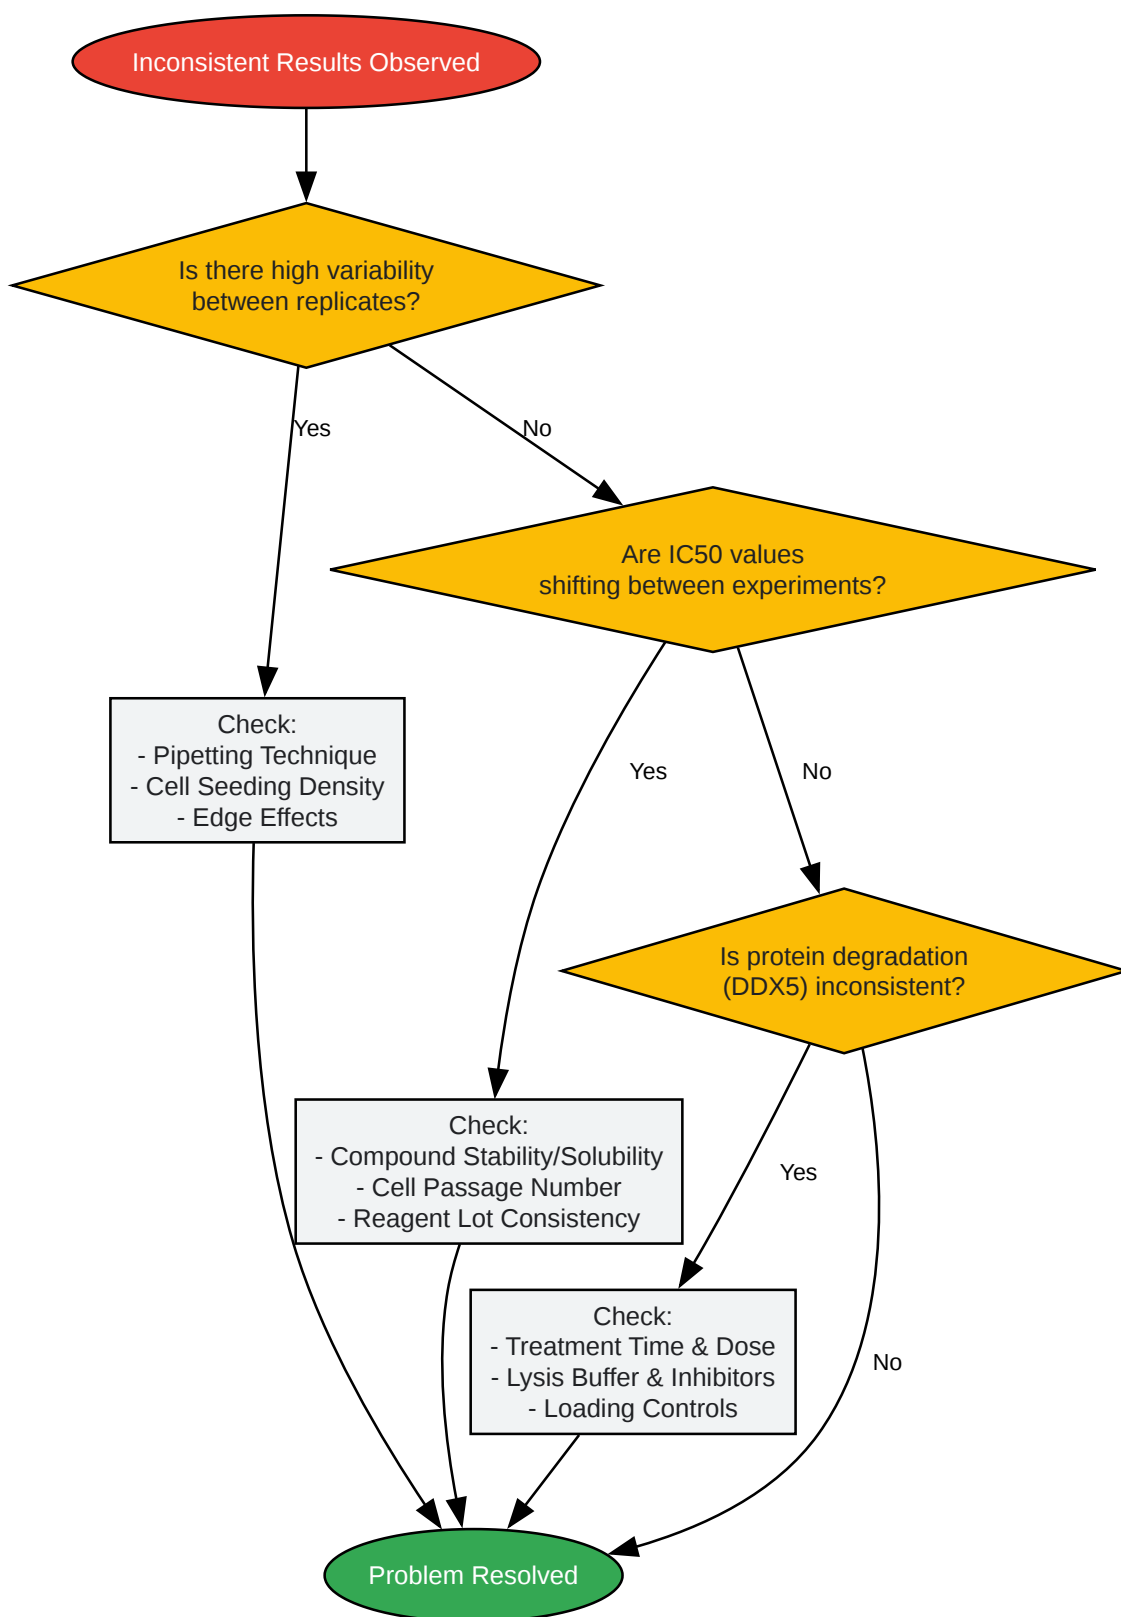 Inconsistent Results Observed
Is there high variability
between replicates?
Yes
No
Are IC50 values
shifting between experiments?
Check:
- Pipetting Technique
- Cell Seeding Density
- Edge Effects
Yes
No
Is protein degradation
(DDX5) inconsistent?
Check:
- Compound Stability/Solubility
- Cell Passage Number
- Reagent Lot Consistency
Yes
No
Check:
- Treatment Time & Dose
- Lysis Buffer & Inhibitors
- Loading Controls
Problem Resolved